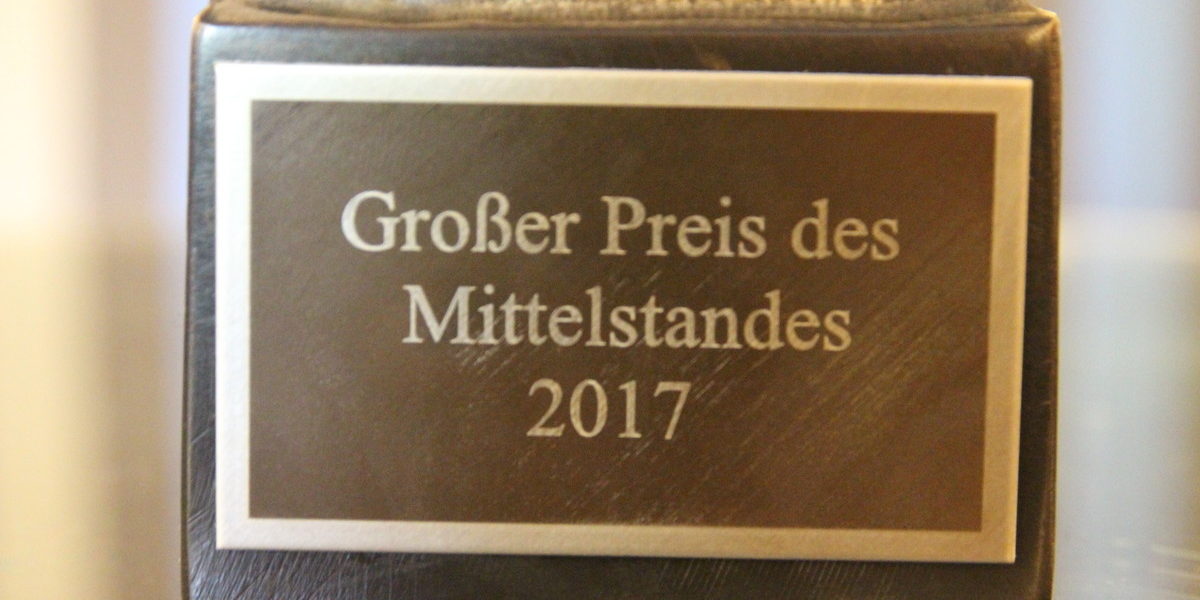 Großer Preis des
Mittelstandes
2017